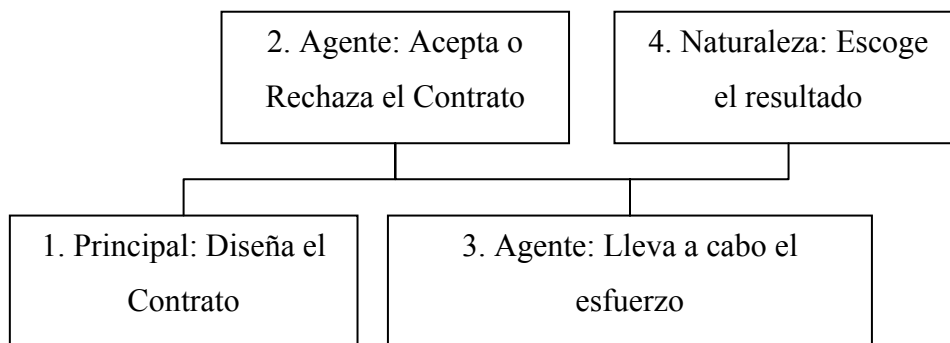 2. Agente: Acepta o
Rechaza el Contrato
4. Naturaleza: Escoge
el resultado
1. Principal: Diseña el
Contrato
3. Agente: Lleva a cabo el
esfuerzo